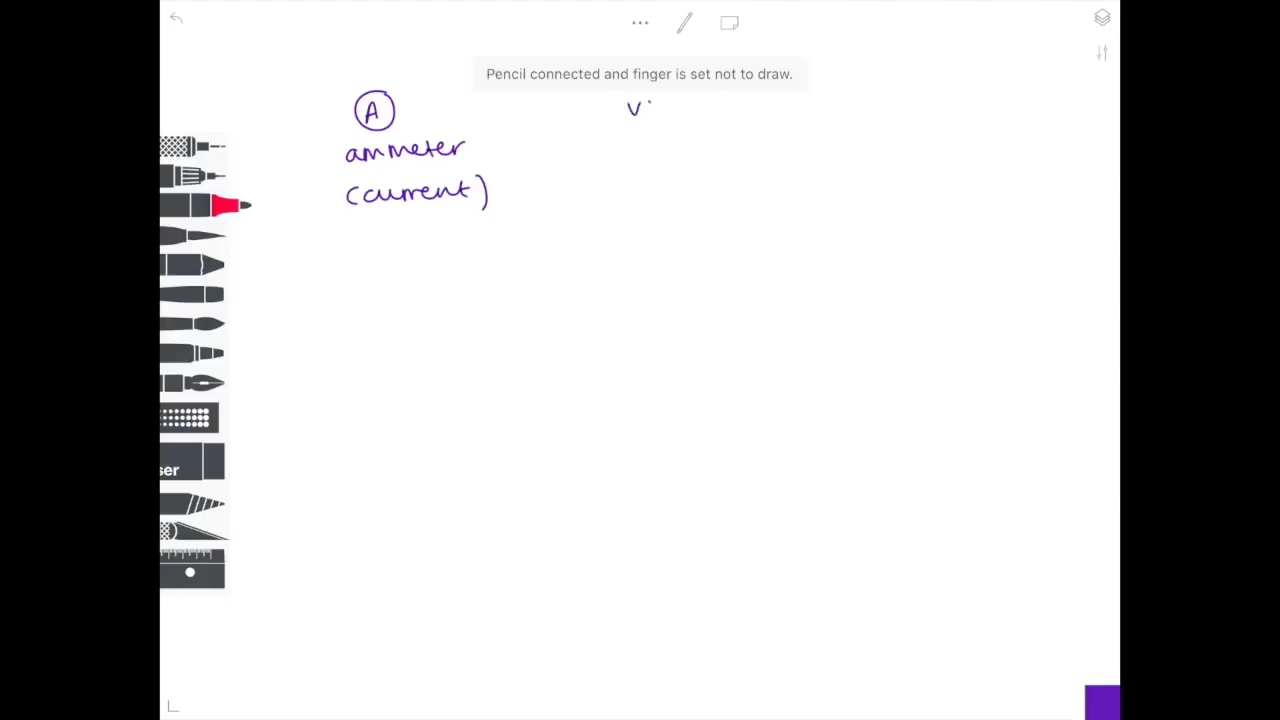 Pencil connected and finger is set not to draw.
A
V
ammeter
(current)
ser